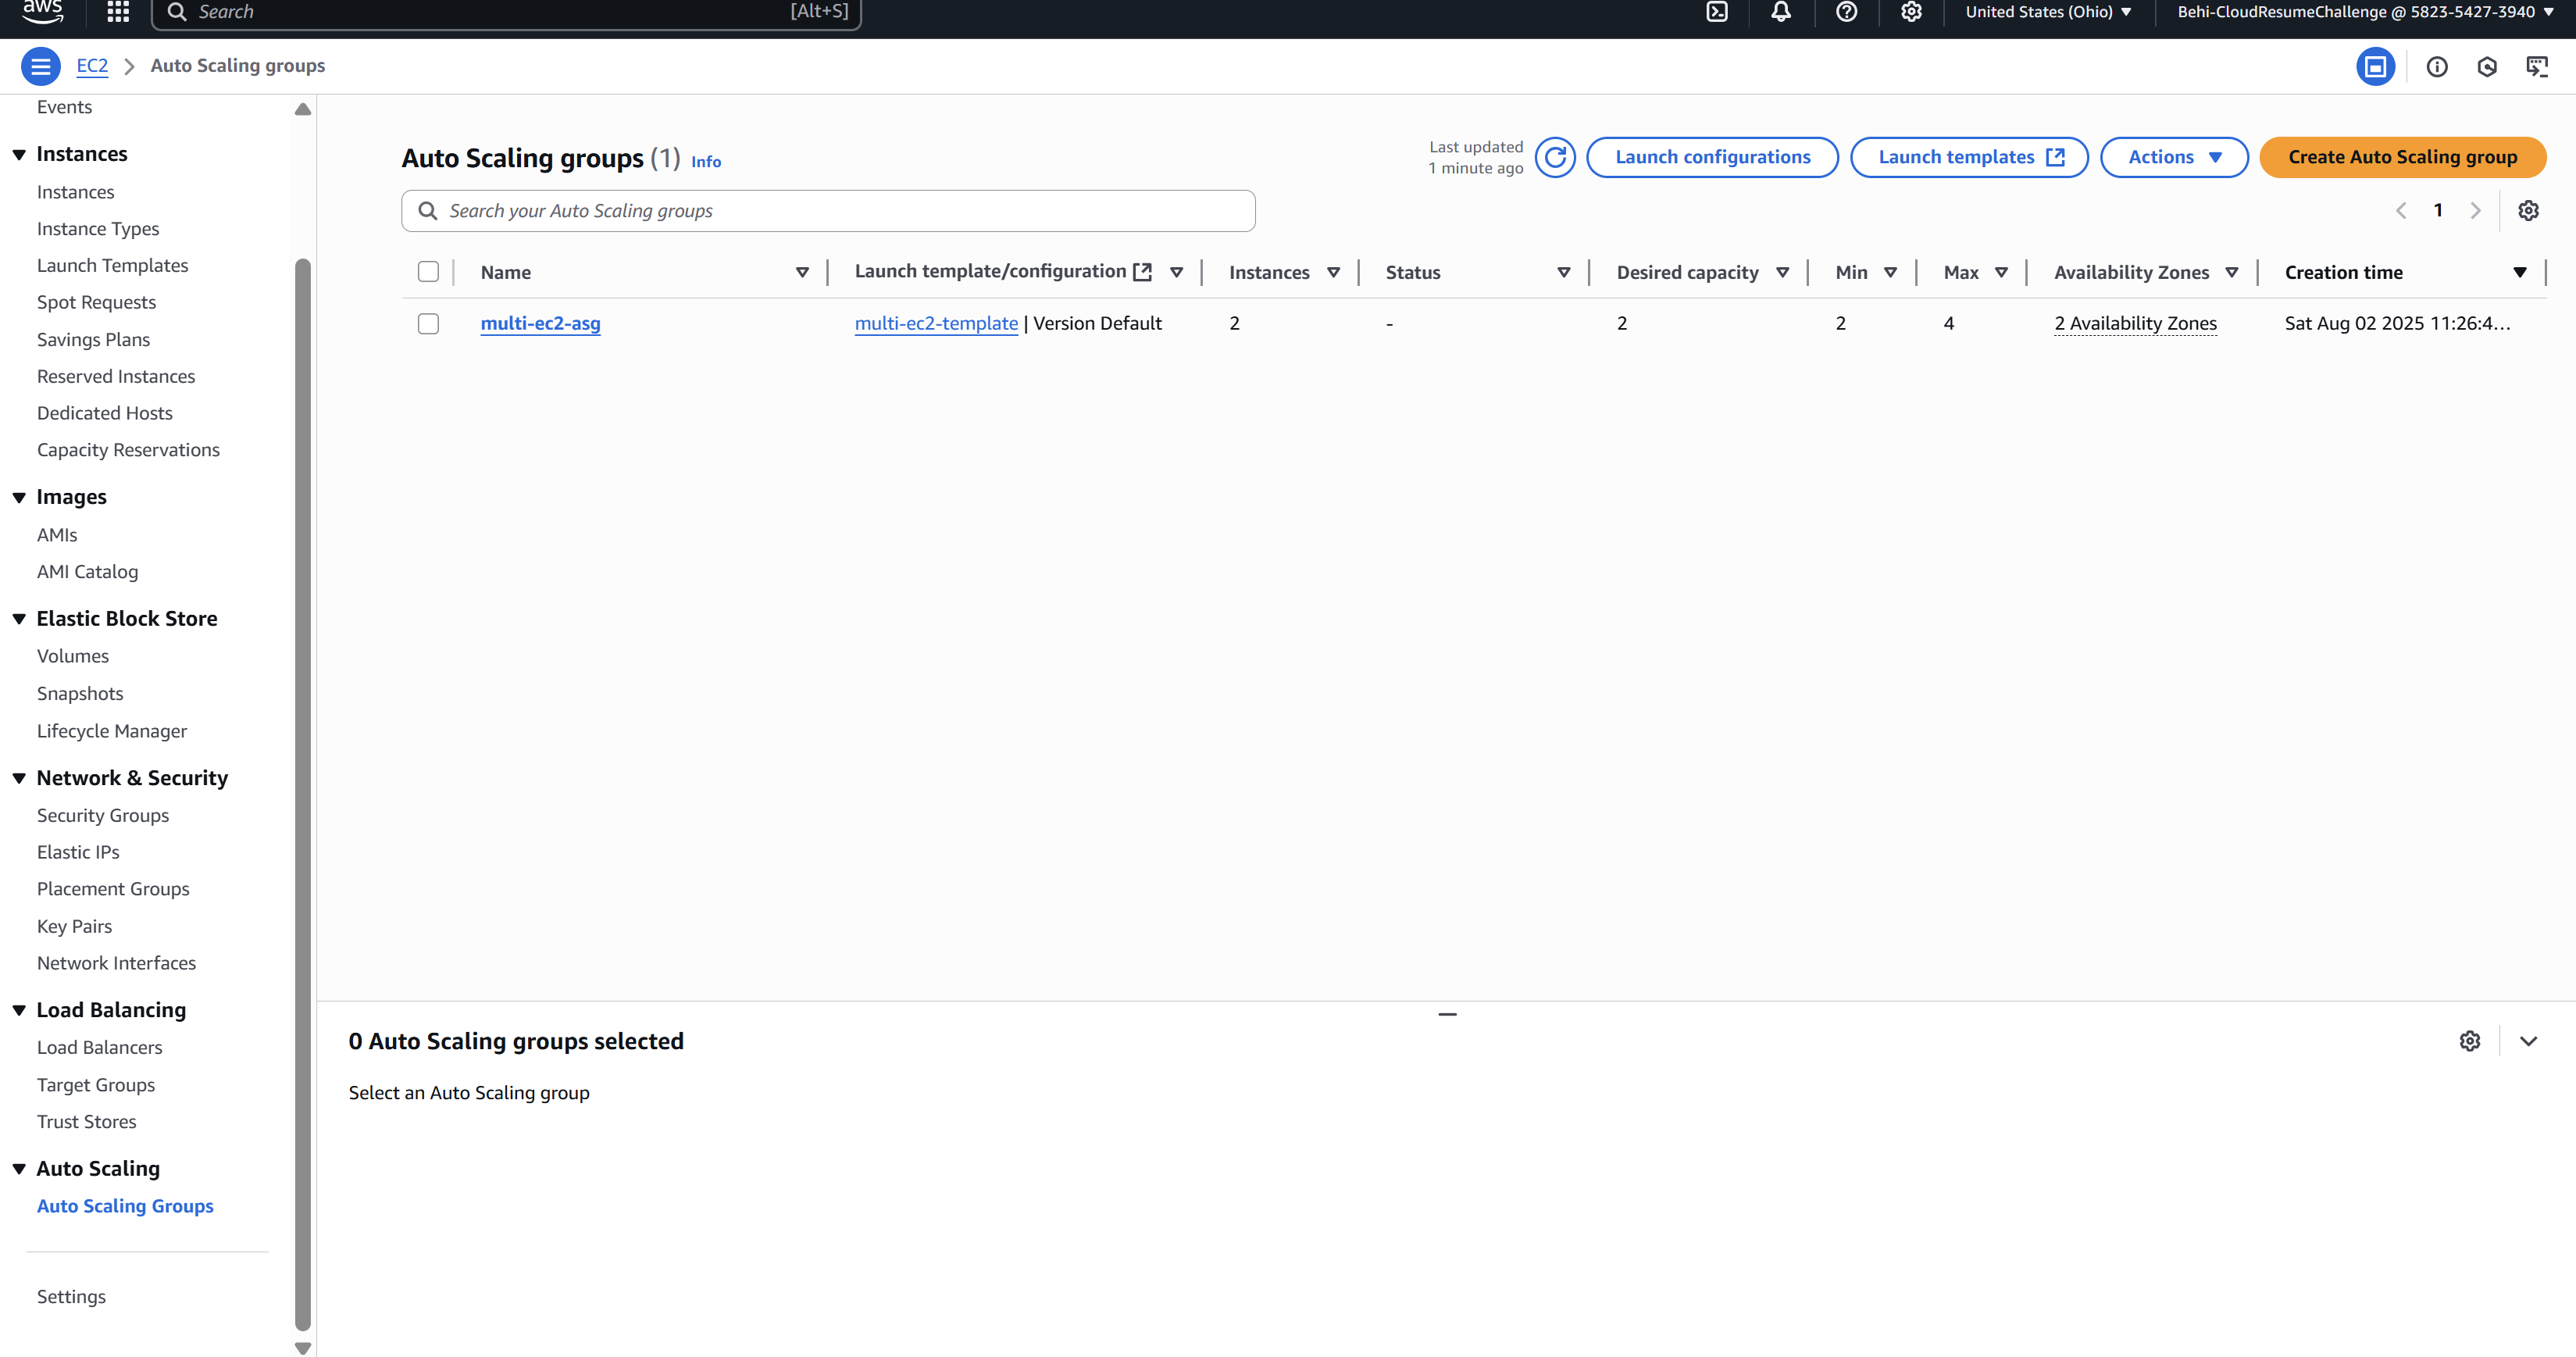 aws
Search
[Alt+S]
United States (Ohio)
Behi-CloudResumeChallenge @ 5823-5427-3940
EC2
Auto Scaling groups
Events
Instances
Instances
Instance Types
Launch Templates
Spot Requests
Savings Plans
Reserved Instances
Dedicated Hosts
Capacity Reservations
Images
AMIs
AMI Catalog
Elastic Block Store
Volumes
Snapshots
Lifecycle Manager
Network & Security
Security Groups
Elastic IPs
Placement Groups
Key Pairs
Network Interfaces
Load Balancing
Load Balancers
Target Groups
Trust Stores
Auto Scaling
Auto Scaling Groups
Settings
Auto Scaling groups (1) Info
Last updated
1 minute ago
Launch configurations
Launch templates
Actions
Create Auto Scaling group
Search your Auto Scaling groups
1
Name Launch template/configuration Instances Status Desired capacity Min Max Availability Zones Creation time
multi-ec2-asg multi-ec2-template | Version Default 2 - 2 2 4 2 Availability Zones Sat Aug 02 2025 11:26:4...
0 Auto Scaling groups selected
Select an Auto Scaling group